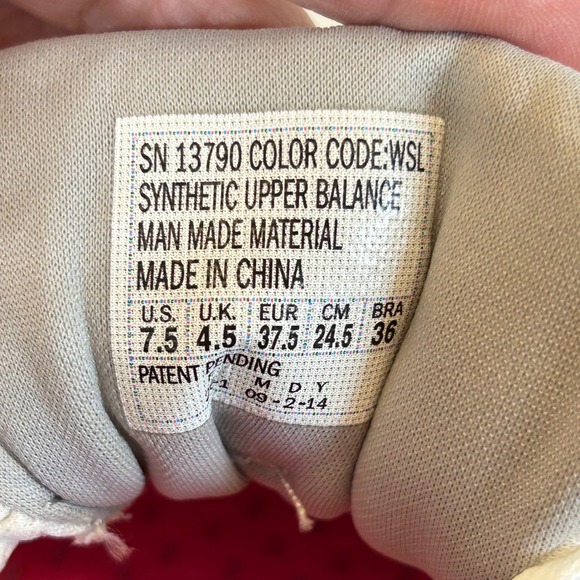 SN 13790 COLOR CODE:WSL
SYNTHETIC UPPER BALANCE
MAN MADE MATERIAL
MADE IN CHINA
U.S. U.K. EUR CM BRA
7.5 4.5 37.5 24.5 36
PATENT PENDING
M D Y
09-2-14